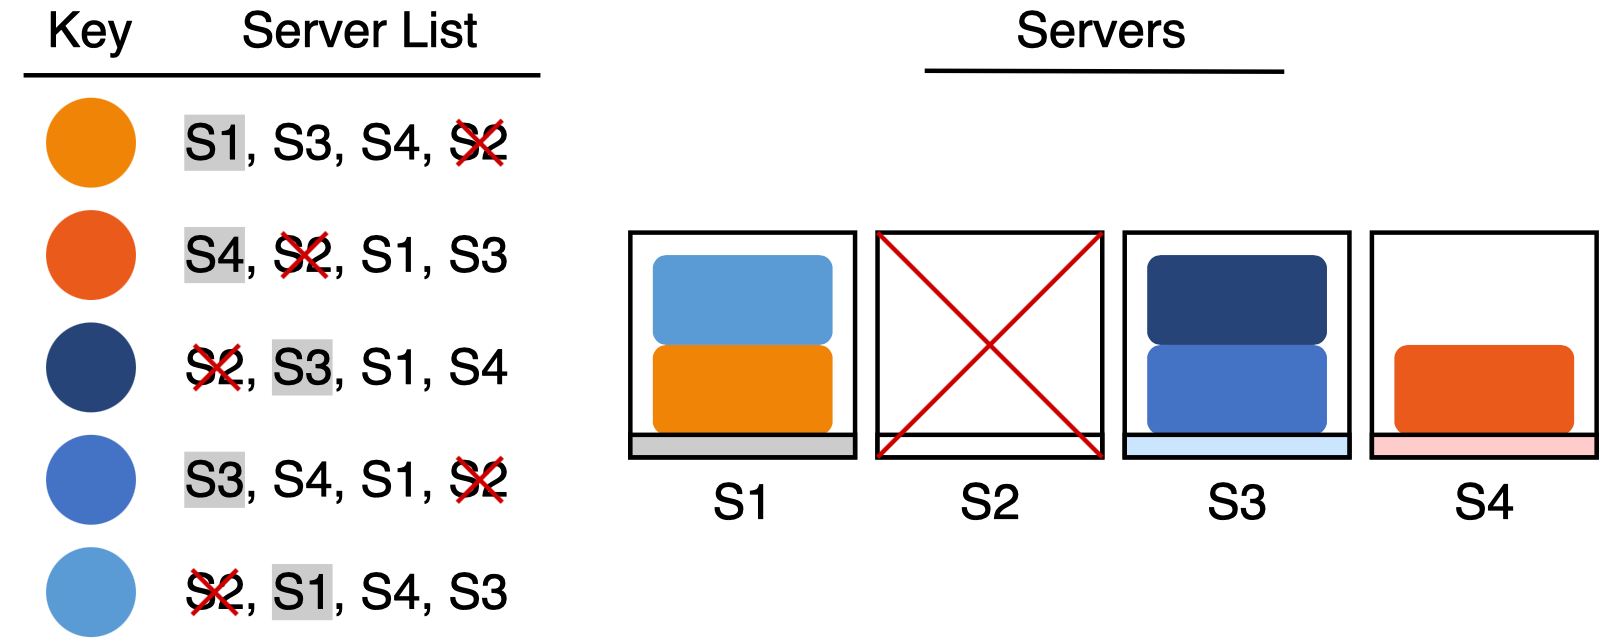 Key Server List
S1, S3, S4, S2
S4, S2, S1, S3
S2, S3, S1, S4
S3, S4, S1, S2
S2, S1, S4, S3
Servers
S1 S2 S3 S4